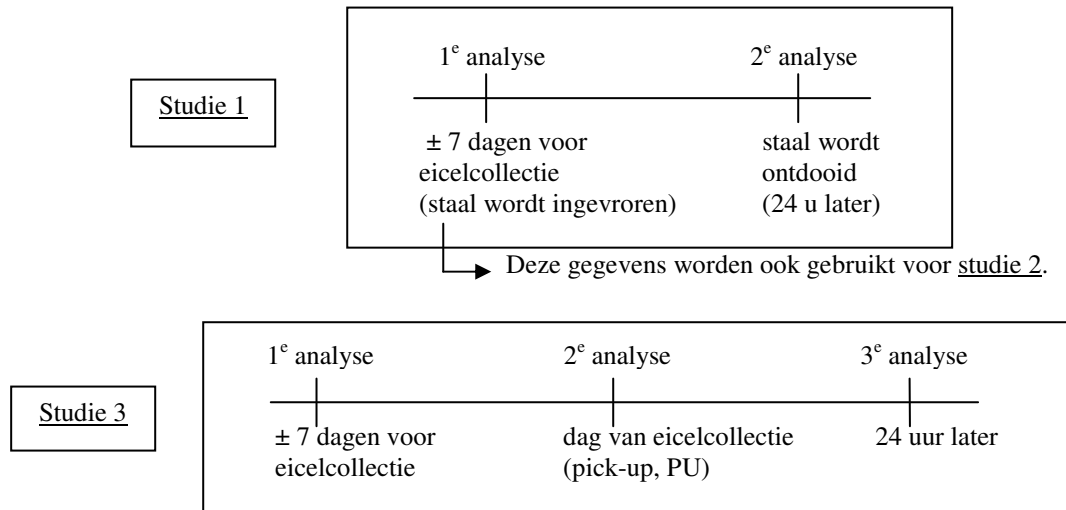 1e analyse 2e analyse
Studie 1
± 7 dagen voor staal wordt
eicelcollectie ontdooid
(staal wordt ingevroren) (24 u later)
Deze gegevens worden ook gebruikt voor studie 2.
1e analyse 2e analyse 3e analyse
Studie 3
± 7 dagen voor dag van eicelcollectie 24 uur later
eicelcollectie (pick-up, PU)